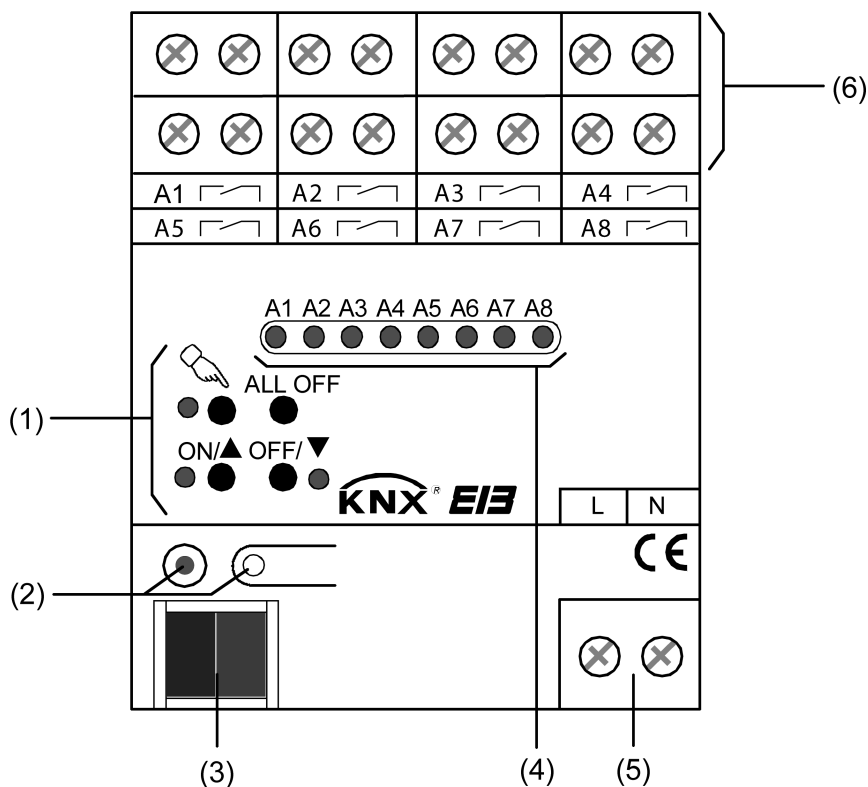 (6)
A1 A2 A3 A4
A5 A6 A7 A8
A1 A2 A3 A4 A5 A6 A7 A8
ALL OFF
(1)
ON/▲ OFF/▼
KNX® EIB
L N
CE
(2)
(3)
(4)
(5)